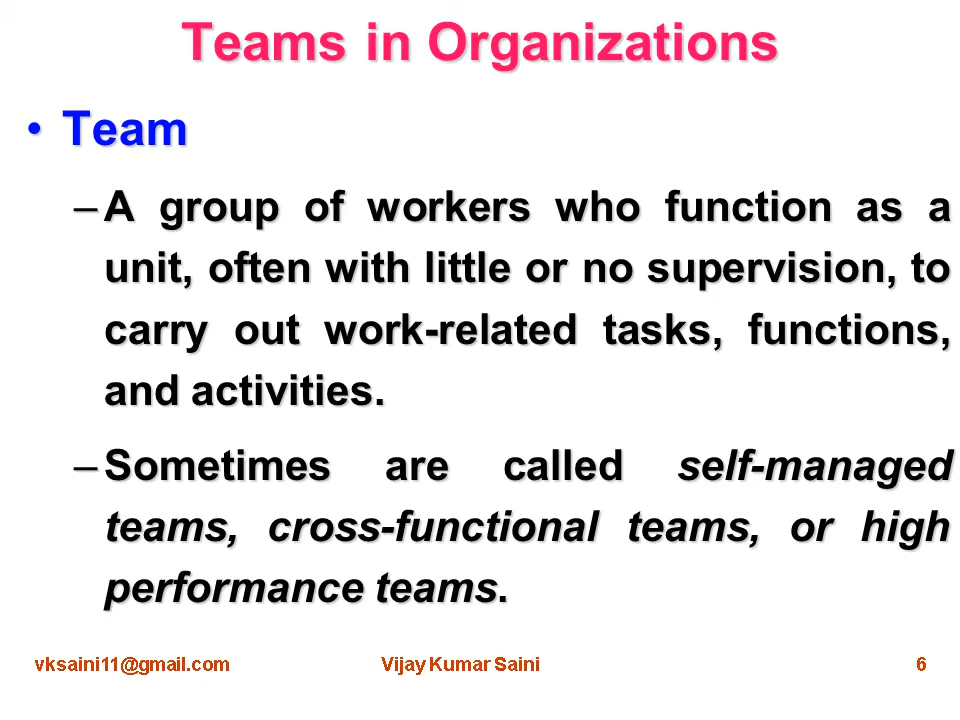 Teams in Organizations
• Team
– A group of workers who function as a
unit, often with little or no supervision, to
carry out work-related tasks, functions,
and activities.
– Sometimes are called self-managed
teams, cross-functional teams, or high
performance teams.
vksaini11@gmail.com Vijay Kumar Saini 6